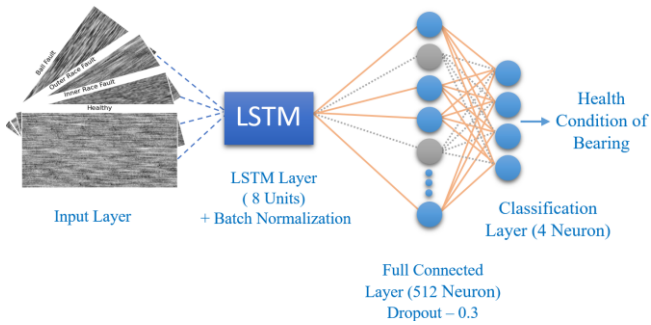 Ball Fault
Outer Race Fault
Inner Race Fault
Healthy
Input Layer
LSTM
LSTM Layer
( 8 Units)
+ Batch Normalization
Full Connected
Layer (512 Neuron)
Dropout – 0.3
Classification
Layer (4 Neuron)
Health
Condition of
Bearing